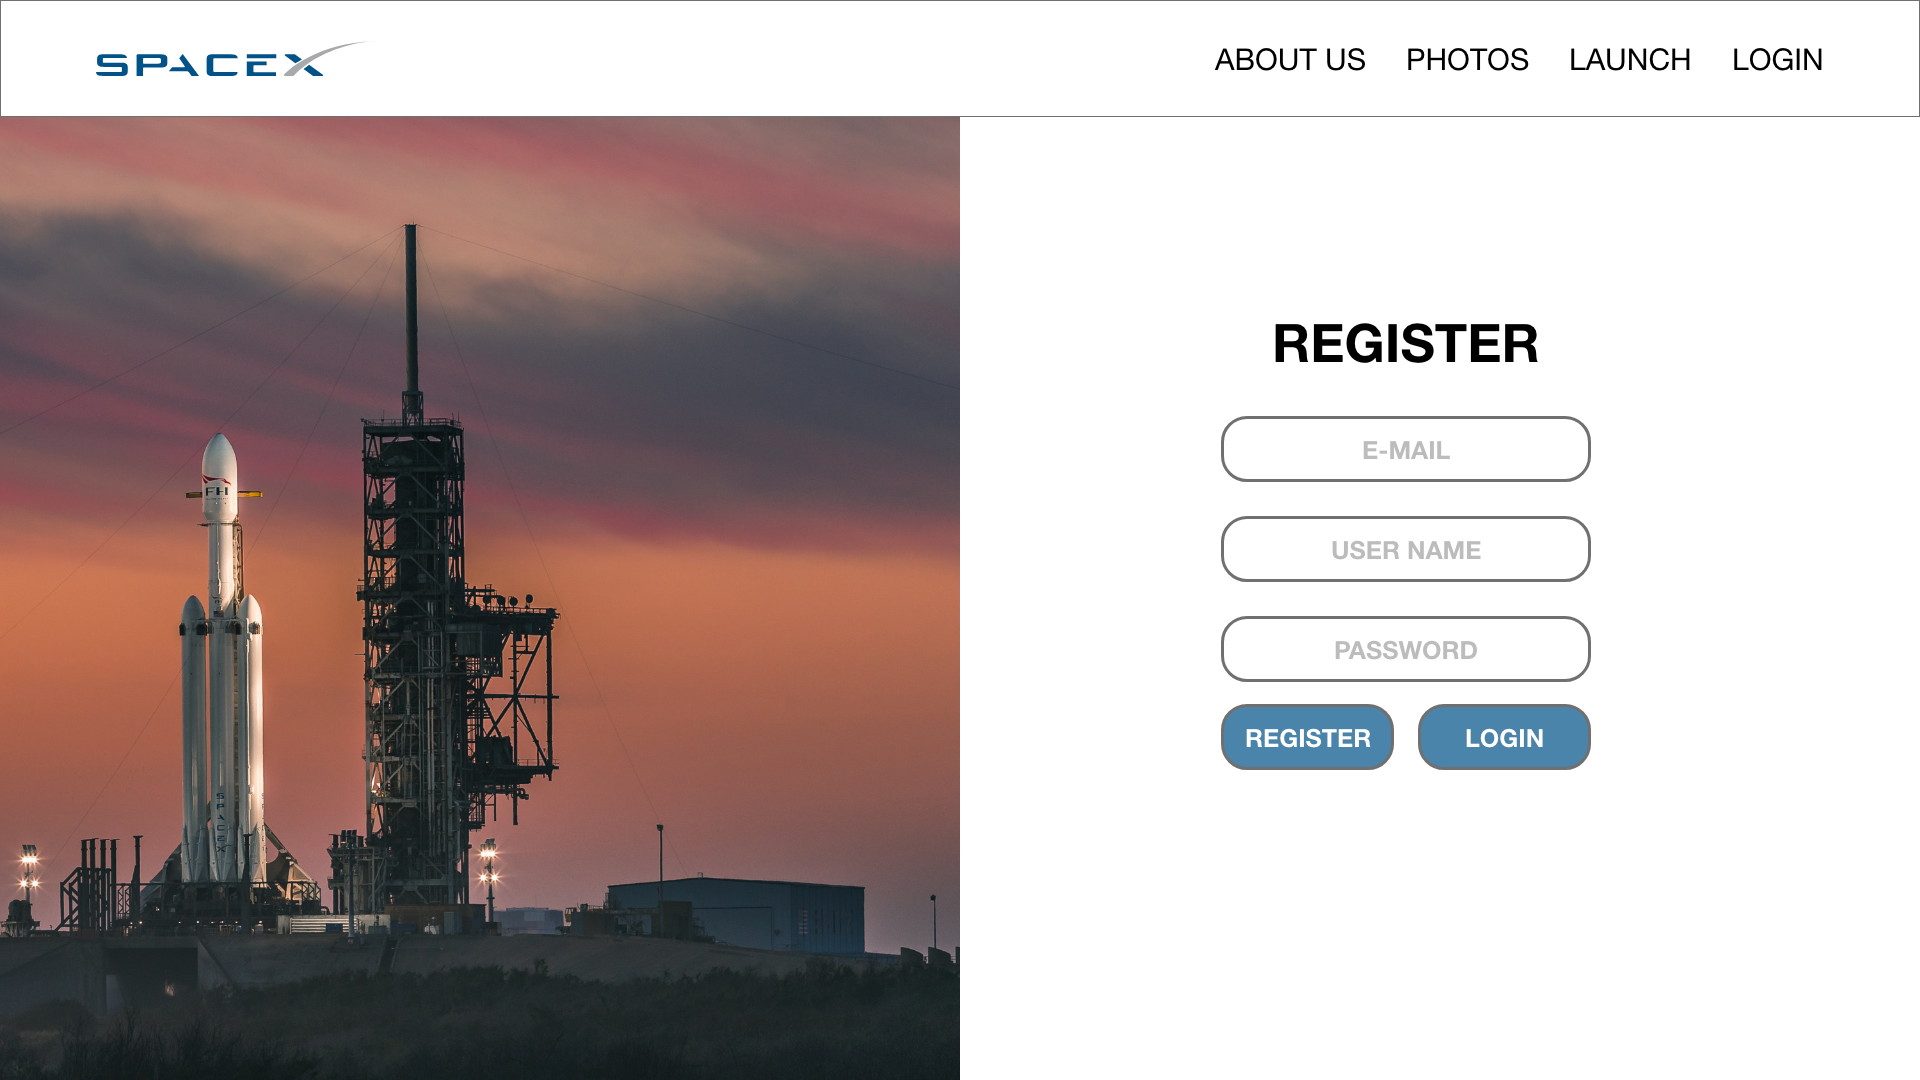 SPACEX
ABOUT US PHOTOS LAUNCH LOGIN
FH
SPACEX
REGISTER
E-MAIL
USER NAME
PASSWORD
REGISTER LOGIN